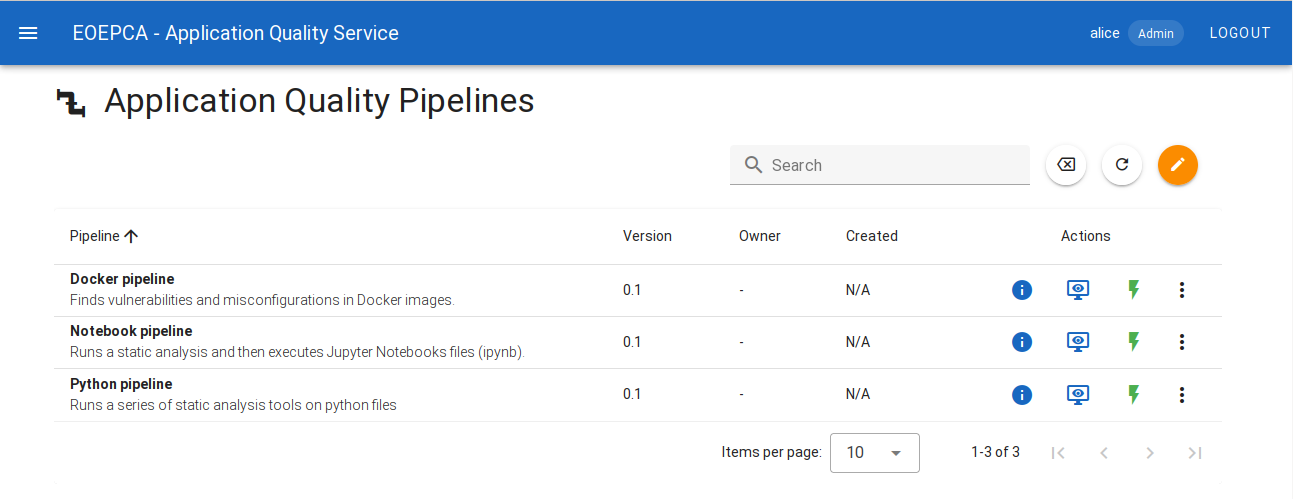 EOEPCA - Application Quality Service
alice Admin LOGOUT
Application Quality Pipelines
Search
Pipeline Version Owner Created Actions
Docker pipeline
Finds vulnerabilities and misconfigurations in Docker images.
0.1 - N/A
Notebook pipeline
Runs a static analysis and then executes Jupyter Notebooks files (ipynb).
0.1 - N/A
Python pipeline
Runs a series of static analysis tools on python files
0.1 - N/A
Items per page: 10 1-3 of 3